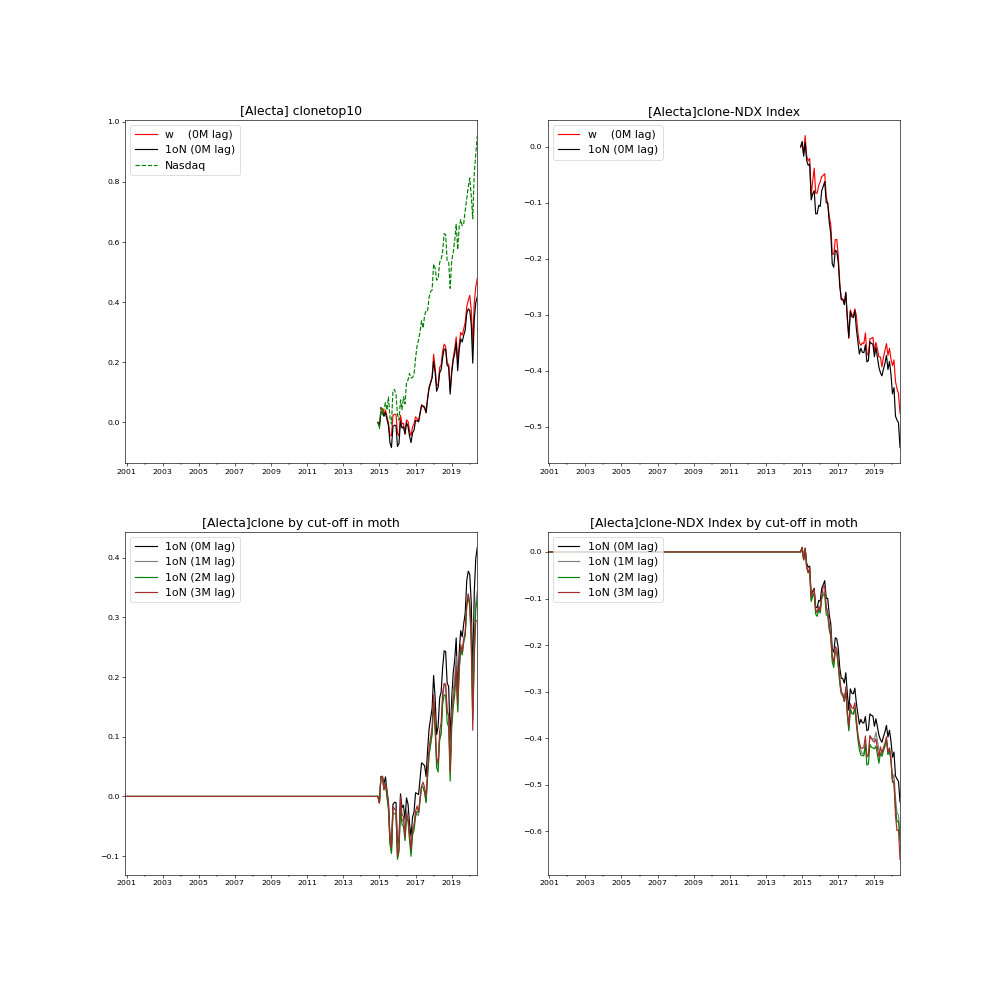 [Alecta] clonetop10
w (0M lag)
1oN (0M lag)
Nasdaq
1.0
0.8
0.6
0.4
0.2
0.0
2001 2003 2005 2007 2009 2011 2013 2015 2017 2019
[Alecta]clone-NDX Index
w (0M lag)
1oN (0M lag)
0.0
−0.1
−0.2
−0.3
−0.4
−0.5
2001 2003 2005 2007 2009 2011 2013 2015 2017 2019
[Alecta]clone by cut-off in moth
1oN (0M lag)
1oN (1M lag)
1oN (2M lag)
1oN (3M lag)
0.4
0.3
0.2
0.1
0.0
−0.1
2001 2003 2005 2007 2009 2011 2013 2015 2017 2019
[Alecta]clone-NDX Index by cut-off in moth
1oN (0M lag)
1oN (1M lag)
1oN (2M lag)
1oN (3M lag)
0.0
−0.1
−0.2
−0.3
−0.4
−0.5
−0.6
2001 2003 2005 2007 2009 2011 2013 2015 2017 2019